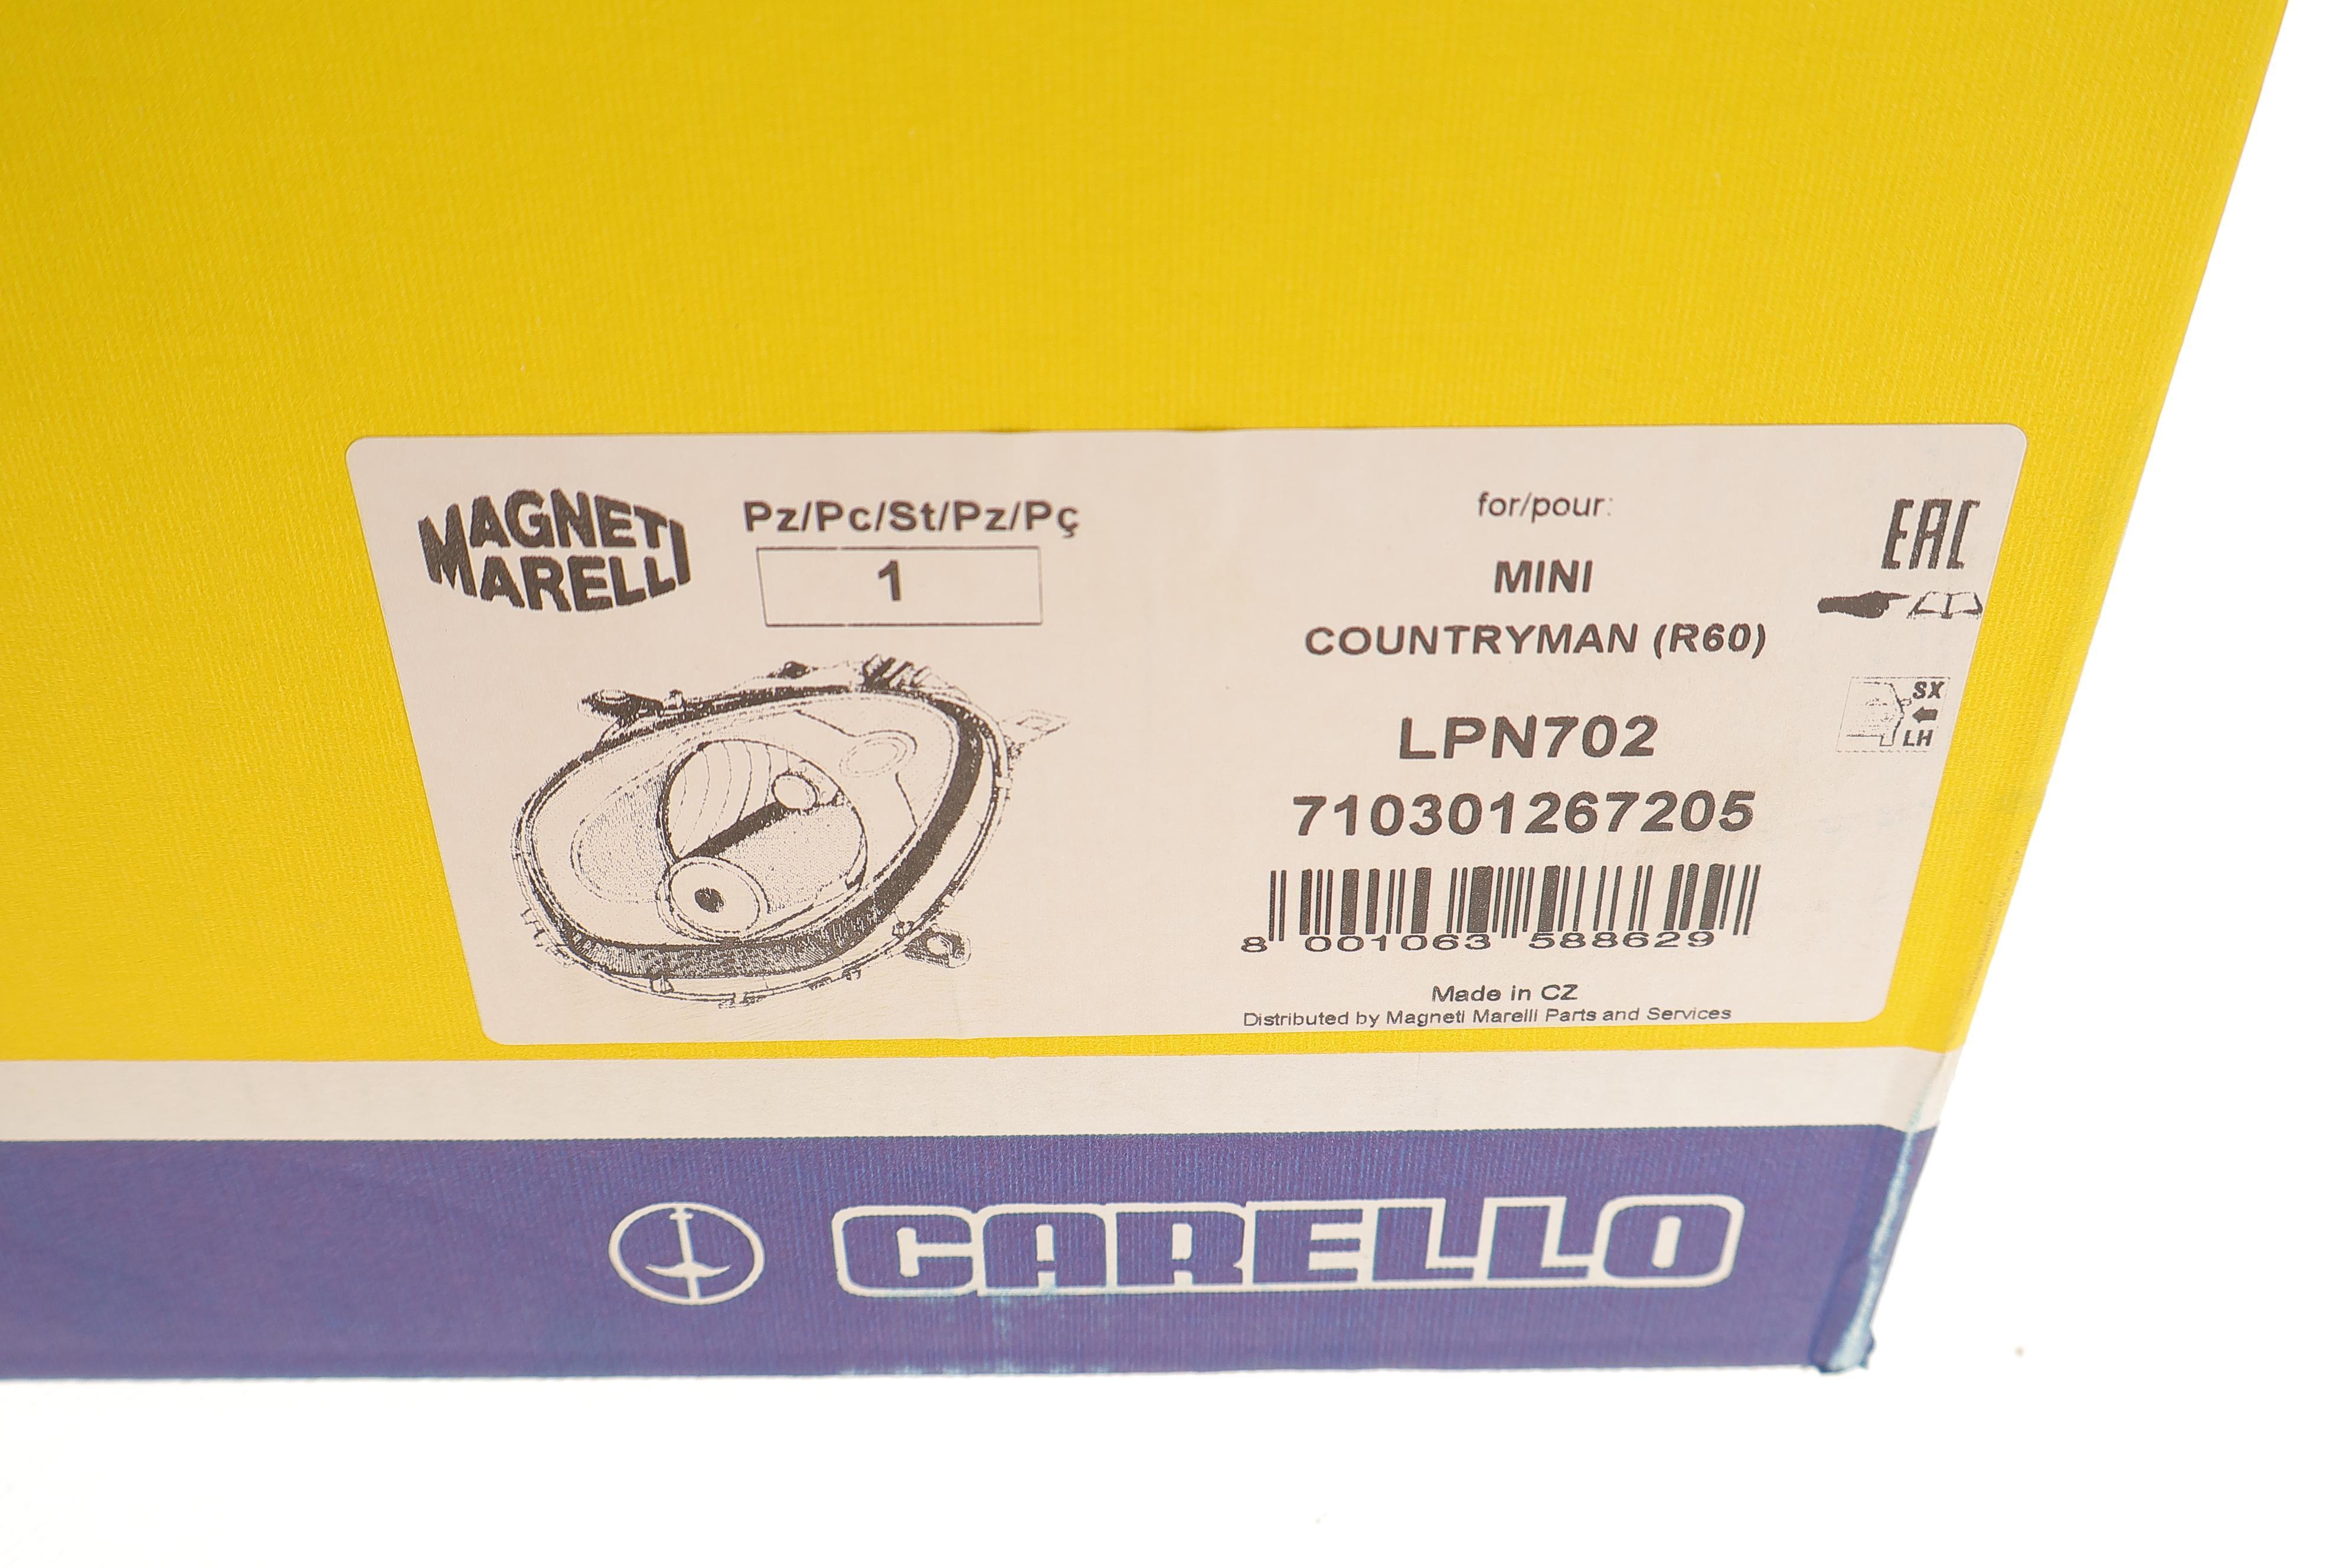 MAGNETI
MARELLI
Pz/Pc/St/Pz/Pç
1
for/pour:
MINI
COUNTRYMAN (R60)
LPN702
710301267205
8 001063 588629
Made in CZ
Distributed by Magneti Marelli Parts and Services
EAC
SX
LH
CARELLO